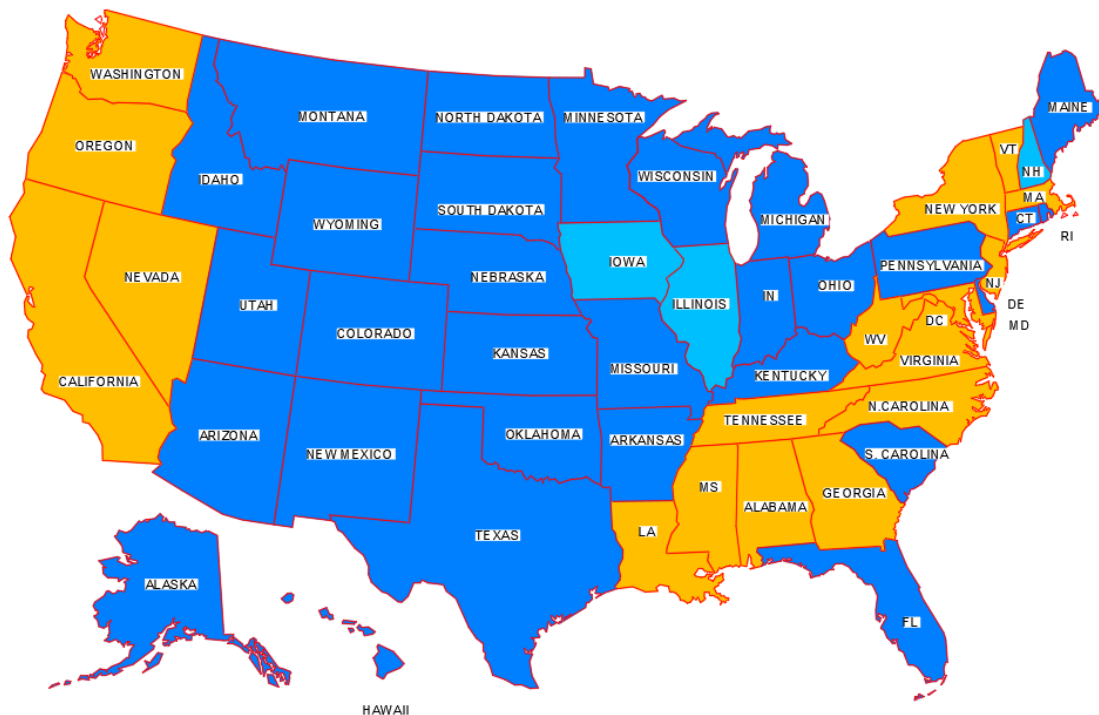 WASHINGTON
MAINE
MONTANA
NORTH DAKOTA
MINNESOTA
OREGON
VT
NH
WISCONSIN
IDAHO
MA
NEW YORK
SOUTH DAKOTA
CT
MICHIGAN
WYOMING
RI
IOWA
PENNSYLVANIA
NEVADA
NEBRASKA
NJ
OHIO
IN
UTAH
ILLINOIS
DE
DC
MD
COLORADO
WV
KANSAS
VIRGINIA
MISSOURI
KENTUCKY
CALIFORNIA
N.CAROLINA
TENNESSEE
ARIZONA
OKLAHOMA
ARKANSAS
NEW MEXICO
S. CAROLINA
MS
GEORGIA
ALABAMA
LA
TEXAS
ALASKA
FL
HAWAII